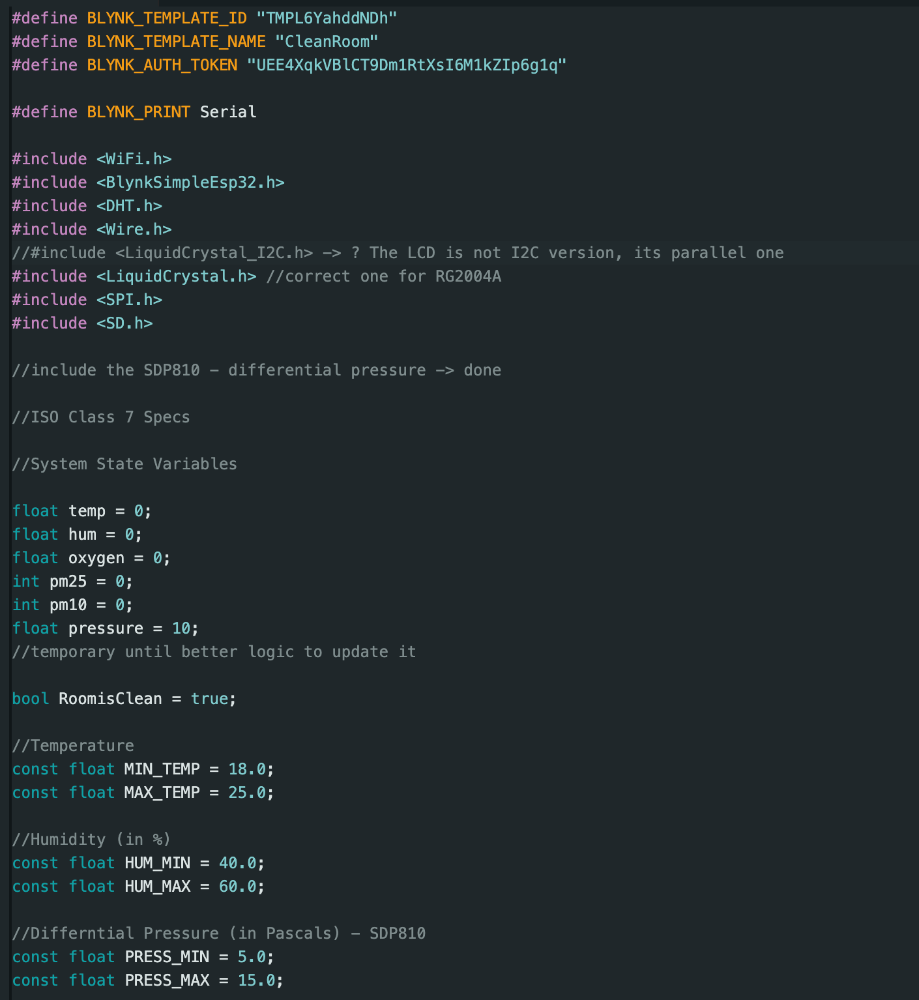 #define BLYNK_TEMPLATE_ID "TMPL6YahddNDh"
#define BLYNK_TEMPLATE_NAME "CleanRoom"
#define BLYNK_AUTH_TOKEN "UEE4XqkVBlCT9Dm1RtXsI6M1kZIp6g1q"
#define BLYNK_PRINT Serial
#include <WiFi.h>
#include <BlynkSimpleEsp32.h>
#include <DHT.h>
#include <Wire.h>
//#include <LiquidCrystal_I2C.h> -> ? The LCD is not I2C version, its parallel one
#include <LiquidCrystal.h> //correct one for RG2004A
#include <SPI.h>
#include <SD.h>
//include the SDP810 - differential pressure -> done
//ISO Class 7 Specs
//System State Variables
float temp = 0;
float hum = 0;
float oxygen = 0;
int pm25 = 0;
int pm10 = 0;
float pressure = 10;
//temporary until better logic to update it
bool RoomisClean = true;
//Temperature
const float MIN_TEMP = 18.0;
const float MAX_TEMP = 25.0;
//Humidity (in %)
const float HUM_MIN = 40.0;
const float HUM_MAX = 60.0;
//Differntial Pressure (in Pascals) - SDP810
const float PRESS_MIN = 5.0;
const float PRESS_MAX = 15.0;